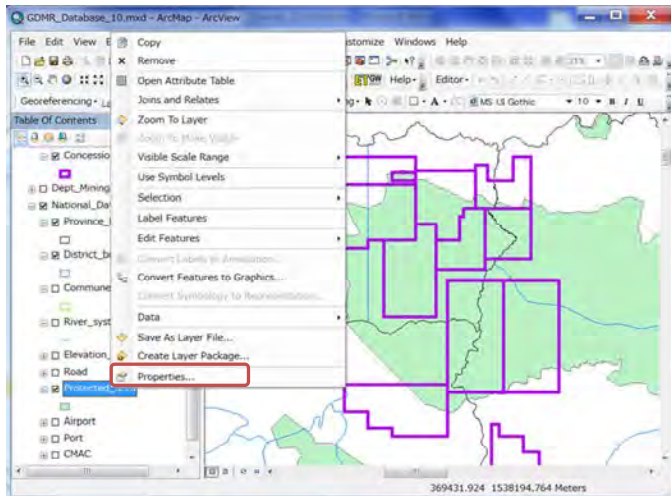 GDMR_Database_10.mxd - ArcMap - ArcView
File Edit View
Customize Windows Help
Help
Editor
Georeferencing
MS UI Gothic 10 B I U
Table Of Contents
Concessio
Dept_Mining
National_Da
Province_
District_b
Commune
River_syst
Elevation_
Road
Protected_
Airport
Port
CMAC
Copy
Remove
Open Attribute Table
Joins and Relates
Zoom To Layer
Zoom To Make Visible
Visible Scale Range
Use Symbol Levels
Selection
Label Features
Edit Features
Convert Labels to Annotation...
Convert Features to Graphics...
Convert Symbology to Representation...
Data
Save As Layer File...
Create Layer Package...
Properties...
369431.924 1538194.764 Meters